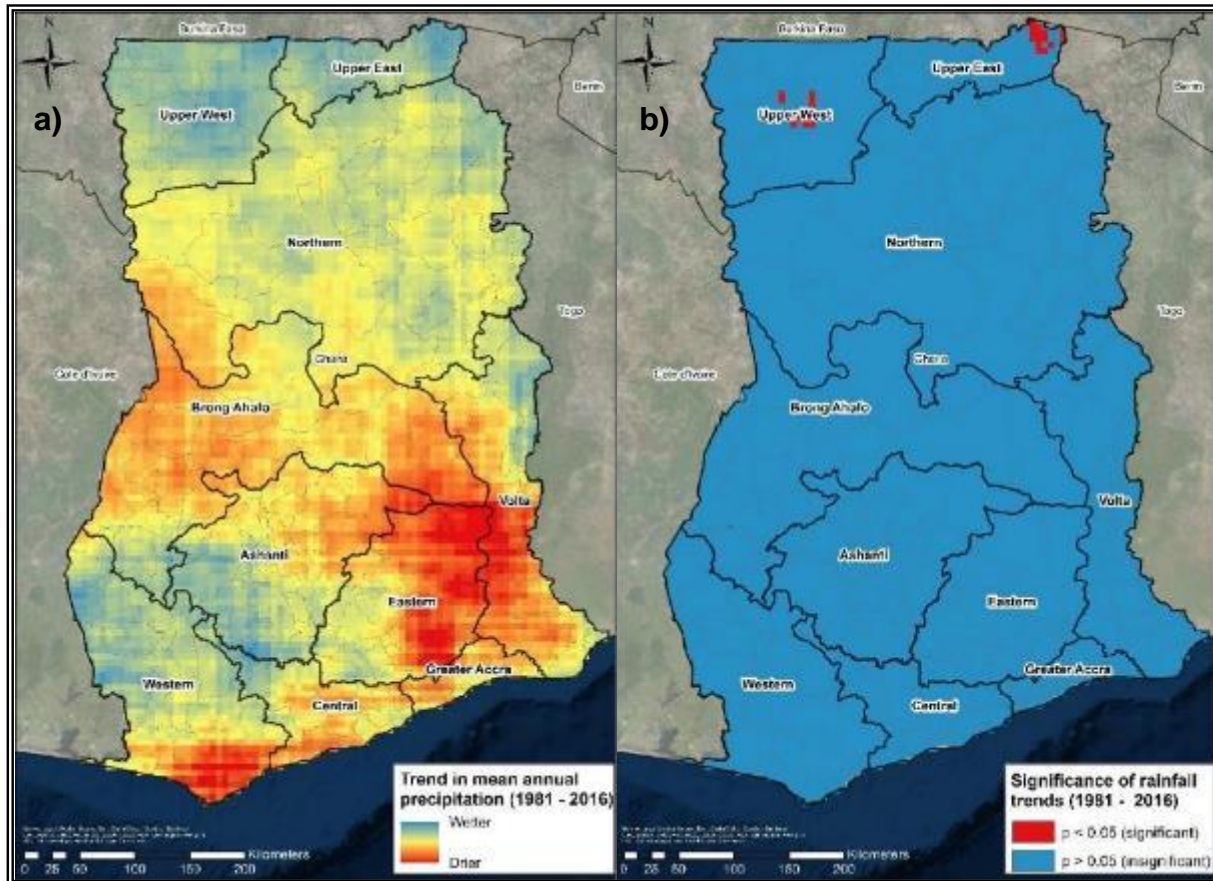 a)
N
Burkina Faso
Upper East
Upper West
Benin
Northern
Togo
Ghana
Cote d'Ivoire
Brong Ahafo
Volta
Ashanti
Eastern
Greater Accra
Western
Central
Trend in mean annual
precipitation (1981 - 2016)
Wetter
Drier
Kilometers
0 25 50 100 150 200
b)
N
Burkina Faso
Upper East
Upper West
Benin
Northern
Togo
Ghana
Cote d'Ivoire
Brong Ahafo
Volta
Ashanti
Eastern
Greater Accra
Western
Central
Significance of rainfall
trends (1981 - 2016)
p < 0.05 (significant)
p > 0.05 (insignificant)
Kilometers
0 25 50 100 150 200